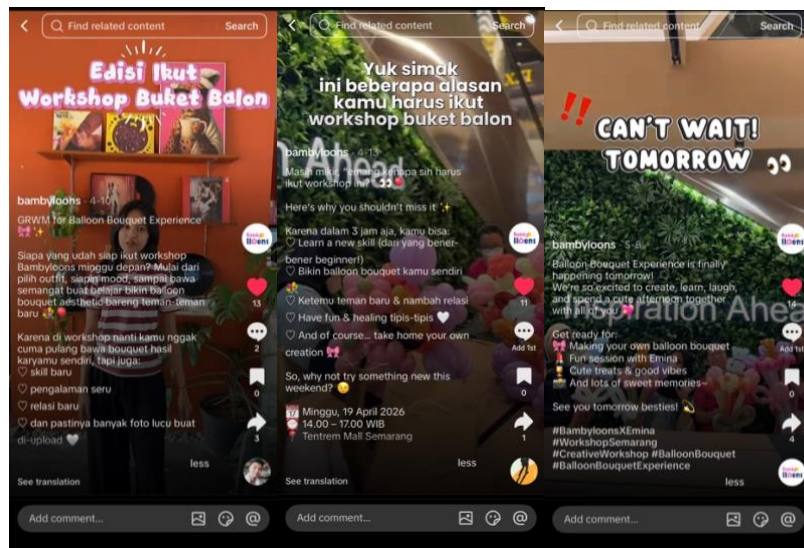 Find related content
Search
Edisi Ikut
Workshop Buket Balon
bambyloons · 4-10
GRWM for Balloon Bouquet Experience
🎀✨
Siapa yang udah siap ikut workshop
Bambyloons minggu depan? Mulai dari
pilih outfit, siapin mood, sampai bawa
semangat buat belajar bikin balloon
bouquet aesthetic bareng teman-teman
baru 💐🎈
Karena di workshop nanti kamu nggak
cuma pulang bawa bouquet hasil
karyamu sendiri, tapi juga:
♡ skill baru
♡ pengalaman seru
♡ relasi baru
♡ dan pastinya banyak foto lucu buat
di-upload 🤍
less
See translation
13
2
0
3
Add comment...
Find related content
Search
Yuk simak
ini beberapa alasan
kamu harus ikut
workshop buket balon
bambyloons · 4-13
Masih mikir, "emang kenapa sih harus
ikut workshop ini? 👀🎈
Here's why you shouldn't miss it ✨
Karena dalam 3 jam aja, kamu bisa:
♡ Learn a new skill (dari yang bener-
bener beginner!)
♡ Bikin balloon bouquet kamu sendiri
💐
♡ Ketemu teman baru & nambah relasi
♡ Have fun & healing tipis-tipis 🤍
♡ And of course... take home your own
creation 🎀
So, why not try something new this
weekend? 😉
📅 Minggu, 19 April 2026
⏰ 14.00 – 17.00 WIB
📍 Tentrem Mall Semarang
less
See translation
11
Add 1st
0
1
Add comment...
Find related content
Search
‼ CAN'T WAIT!
TOMORROW 👀
bambyloons · 5-8
Balloon Bouquet Experience is finally
happening tomorrow!
We're so excited to create, learn, laugh,
and spend a cute afternoon together
with all of you 💖
Get ready for:
🎀 Making your own balloon bouquet
💄 Fun session with Emina
🧁 Cute treats & good vibes
📸 And lots of sweet memories~
See you tomorrow besties! 💫
#BambyloonsXEmina
#WorkshopSemarang
#CreativeWorkshop #BalloonBouquet
#BalloonBouquetExperience
less
14
Add 1st
0
4
Add comment...